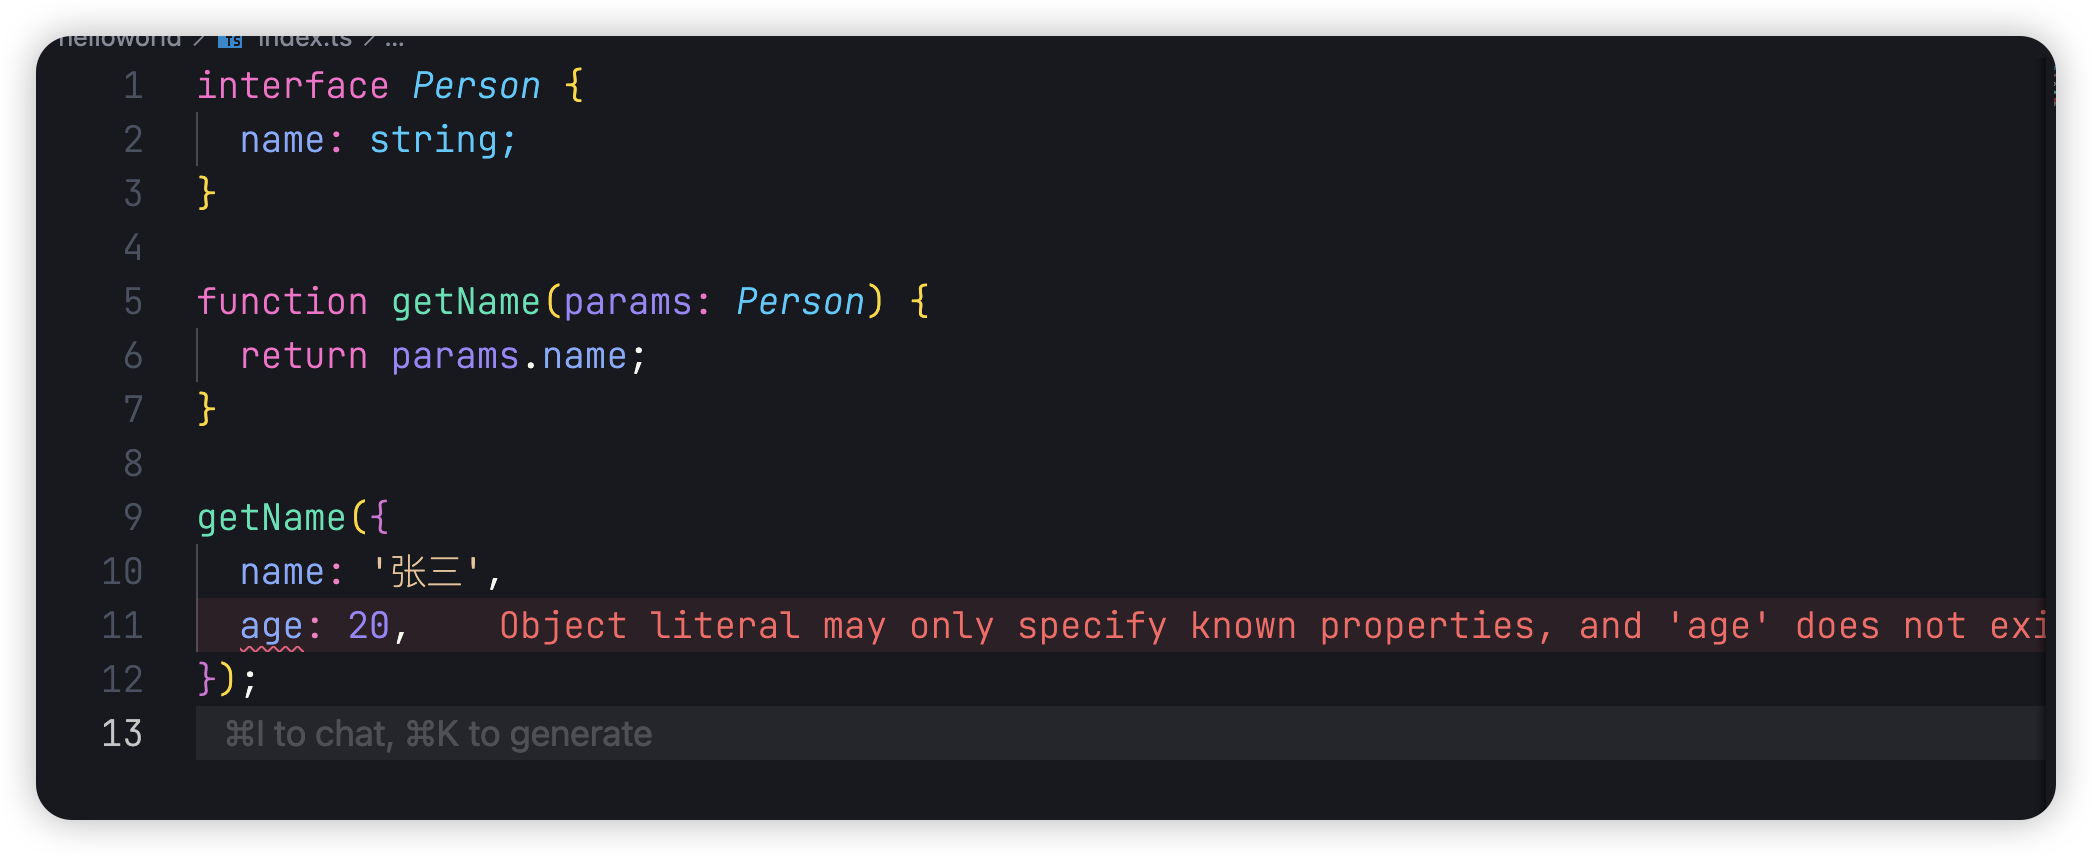 helloworld > TS index.ts > ...
1 interface Person {
2 name: string;
3 }
4
5 function getName(params: Person) {
6 return params.name;
7 }
8
9 getName({
10 name: '张三',
11 age: 20, Object literal may only specify known properties, and 'age' does not exi
12 });
13 ⌘I to chat, ⌘K to generate